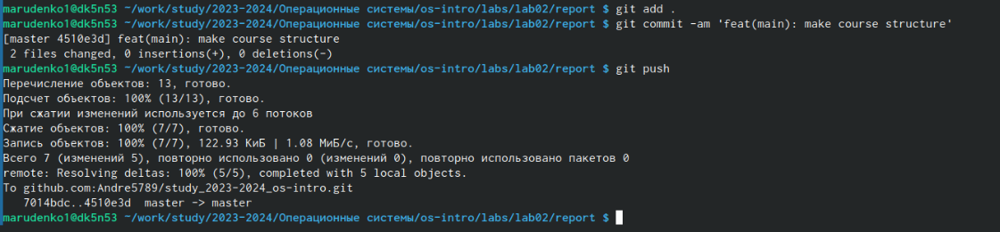 marudenko1@dk5n53 ~/work/study/2023-2024/Операционные системы/os-intro/labs/lab02/report $ git add .
marudenko1@dk5n53 ~/work/study/2023-2024/Операционные системы/os-intro/labs/lab02/report $ git commit -am 'feat(main): make course structure'
[master 4510e3d] feat(main): make course structure
 2 files changed, 0 insertions(+), 0 deletions(-)
marudenko1@dk5n53 ~/work/study/2023-2024/Операционные системы/os-intro/labs/lab02/report $ git push
Перечисление объектов: 13, готово.
Подсчет объектов: 100% (13/13), готово.
При сжатии изменений используется до 6 потоков
Сжатие объектов: 100% (7/7), готово.
Запись объектов: 100% (7/7), 122.93 КиБ | 1.08 МиБ/с, готово.
Всего 7 (изменений 5), повторно использовано 0 (изменений 0), повторно использовано пакетов 0
remote: Resolving deltas: 100% (5/5), completed with 5 local objects.
To github.com:Andre5789/study_2023-2024_os-intro.git
   7014bdc..4510e3d  master -> master
marudenko1@dk5n53 ~/work/study/2023-2024/Операционные системы/os-intro/labs/lab02/report $